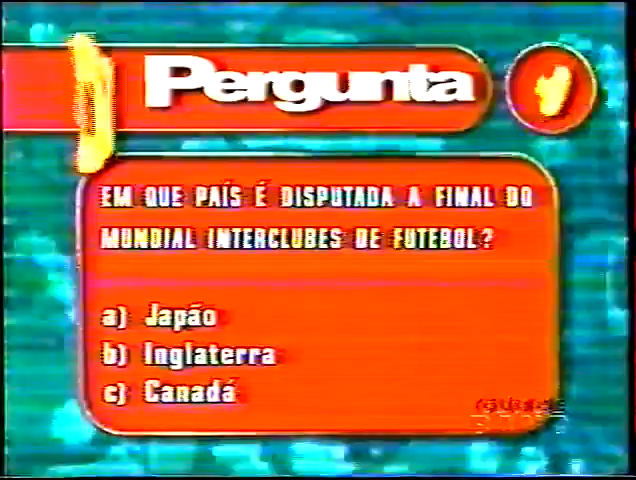 Pergunta
EM QUE PAÍS É DISPUTADA A FINAL DO
MUNDIAL INTERCLUBES DE FUTEBOL?
a) Japão
b) Inglaterra
c) Canadá